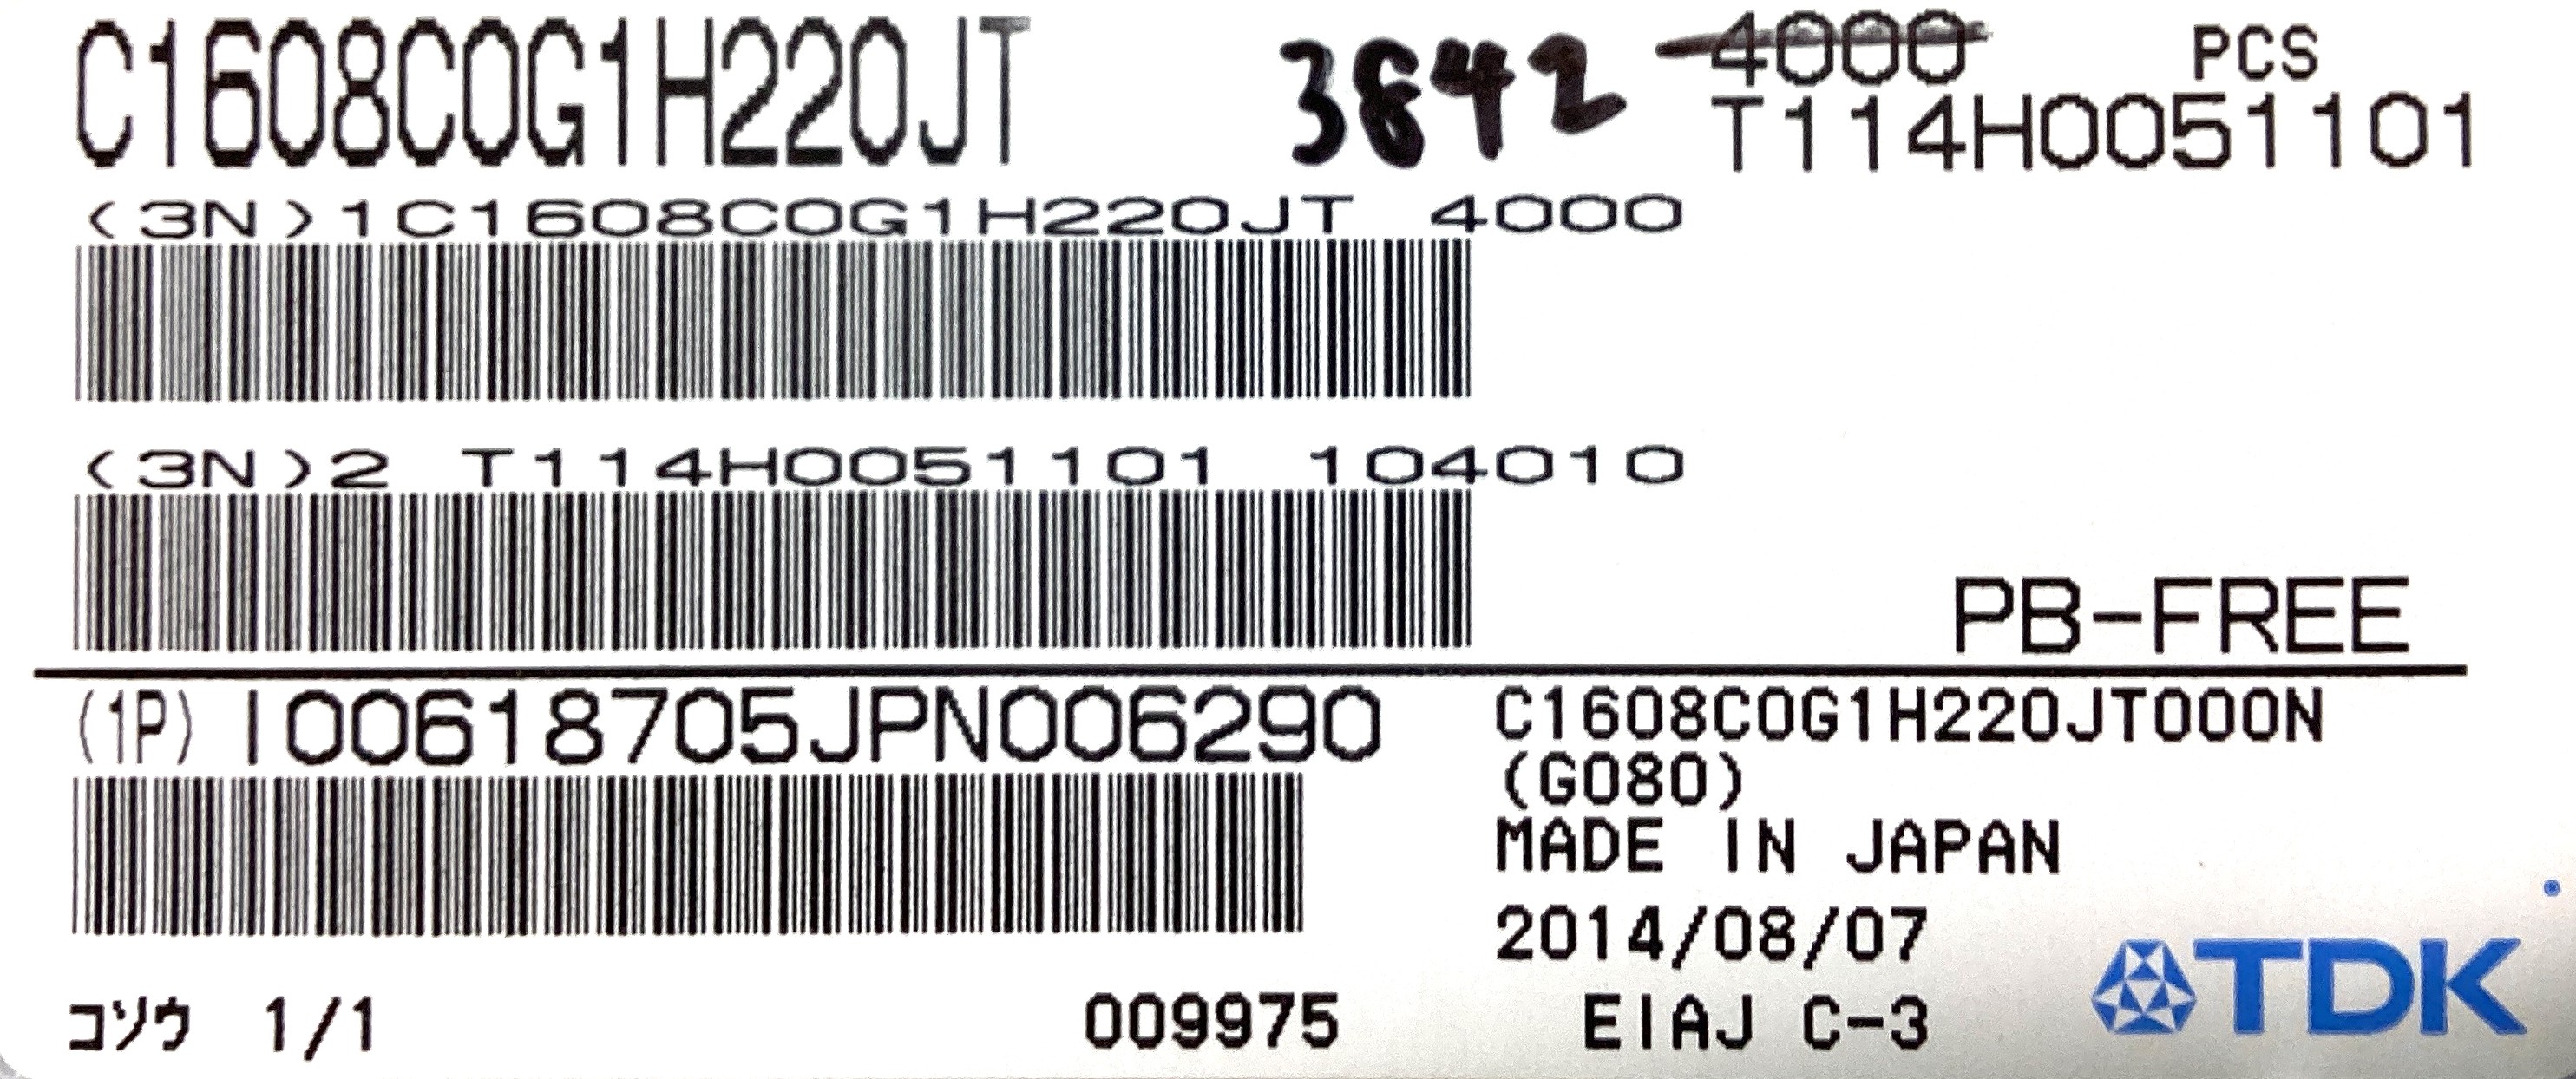 C1608C0G1H220JT 3842 4000 PCS
T114H0051101
(3N)1C1608C0G1H220JT 4000
(3N)2 T114H0051101 104010
PB-FREE
(1P) I00618705JPN006290
C1608C0G1H220JT000N
(G080)
MADE IN JAPAN
2014/08/07
コソウ 1/1 009975 EIAJ C-3
TDK